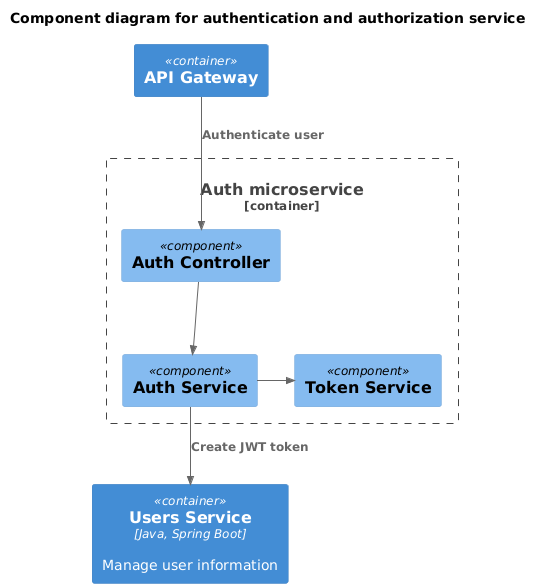 Component diagram for authentication and authorization service
«container»
API Gateway
Authenticate user
Auth microservice
[container]
«component»
Auth Controller
«component»
Auth Service
«component»
Token Service
Create JWT token
«container»
Users Service
[Java, Spring Boot]
Manage user information